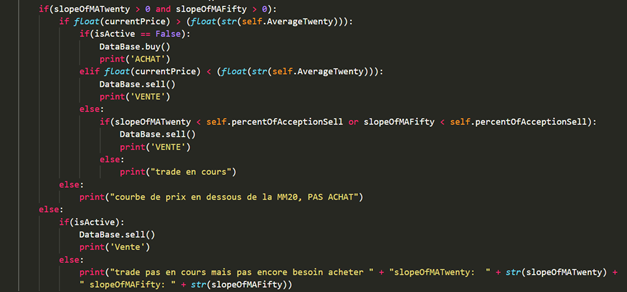 if(slopeOfMATwenty > 0 and slopeOfMAFifty > 0):
if float(currentPrice) > (float(str(self.AverageTwenty))):
if(isActive == False):
DataBase.buy()
print('ACHAT')
elif float(currentPrice) < (float(str(self.AverageTwenty))):
DataBase.sell()
print('VENTE')
else:
if(slopeOfMATwenty < self.percentOfAcceptionSell or slopeOfMAFifty < self.percentOfAcceptionSell):
DataBase.sell()
print('VENTE')
else:
print("trade en cours")
else:
print("courbe de prix en dessous de la MM20, PAS ACHAT")
else:
if(isActive):
DataBase.sell()
print('Vente')
else:
print("trade pas en cours mais pas encore besoin acheter " + "slopeOfMATwenty:  " + str(slopeOfMATwenty) +
" slopeOfMAFifty: " + str(slopeOfMAFifty))